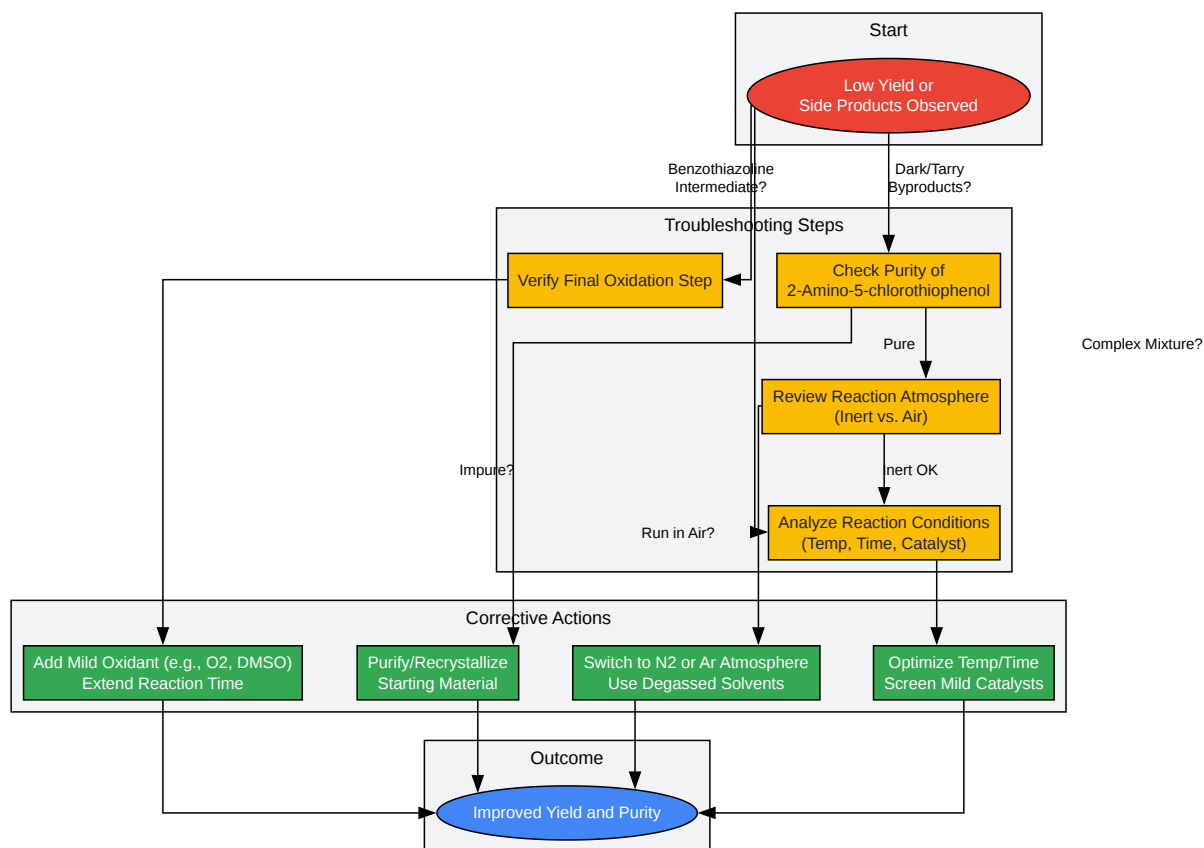 Start
Low Yield or
Side Products Observed
Benzothiazoline
Intermediate?
Dark/Tarry
Byproducts?
Troubleshooting Steps
Verify Final Oxidation Step
Check Purity of
2-Amino-5-chlorothiophenol
Pure
Complex Mixture?
Review Reaction Atmosphere
(Inert vs. Air)
Impure?
Inert OK
Run in Air?
Analyze Reaction Conditions
(Temp, Time, Catalyst)
Corrective Actions
Add Mild Oxidant (e.g., O2, DMSO)
Extend Reaction Time
Purify/Recrystallize
Starting Material
Switch to N2 or Ar Atmosphere
Use Degassed Solvents
Optimize Temp/Time
Screen Mild Catalysts
Outcome
Improved Yield and Purity